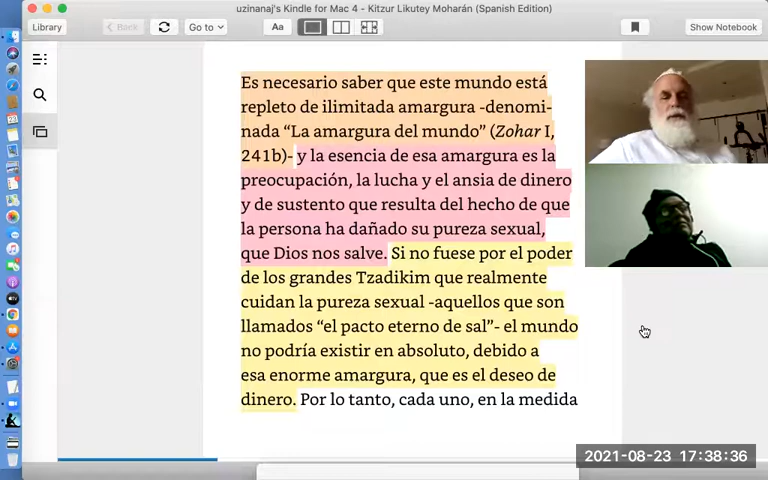 uzinanaj's Kindle for Mac 4 - Kitzur Likutey Moharán (Spanish Edition)
Library
Back
Go to
Aa
Show Notebook
Es necesario saber que este mundo está
repleto de ilimitada amargura -denomi-
nada “La amargura del mundo” (Zohar I,
241b)- y la esencia de esa amargura es la
preocupación, la lucha y el ansia de dinero
y de sustento que resulta del hecho de que
la persona ha dañado su pureza sexual,
que Dios nos salve. Si no fuese por el poder
de los grandes Tzadikim que realmente
cuidan la pureza sexual -aquellos que son
llamados “el pacto eterno de sal”- el mundo
no podría existir en absoluto, debido a
esa enorme amargura, que es el deseo de
dinero. Por lo tanto, cada uno, en la medida
2021-08-23 17:38:36